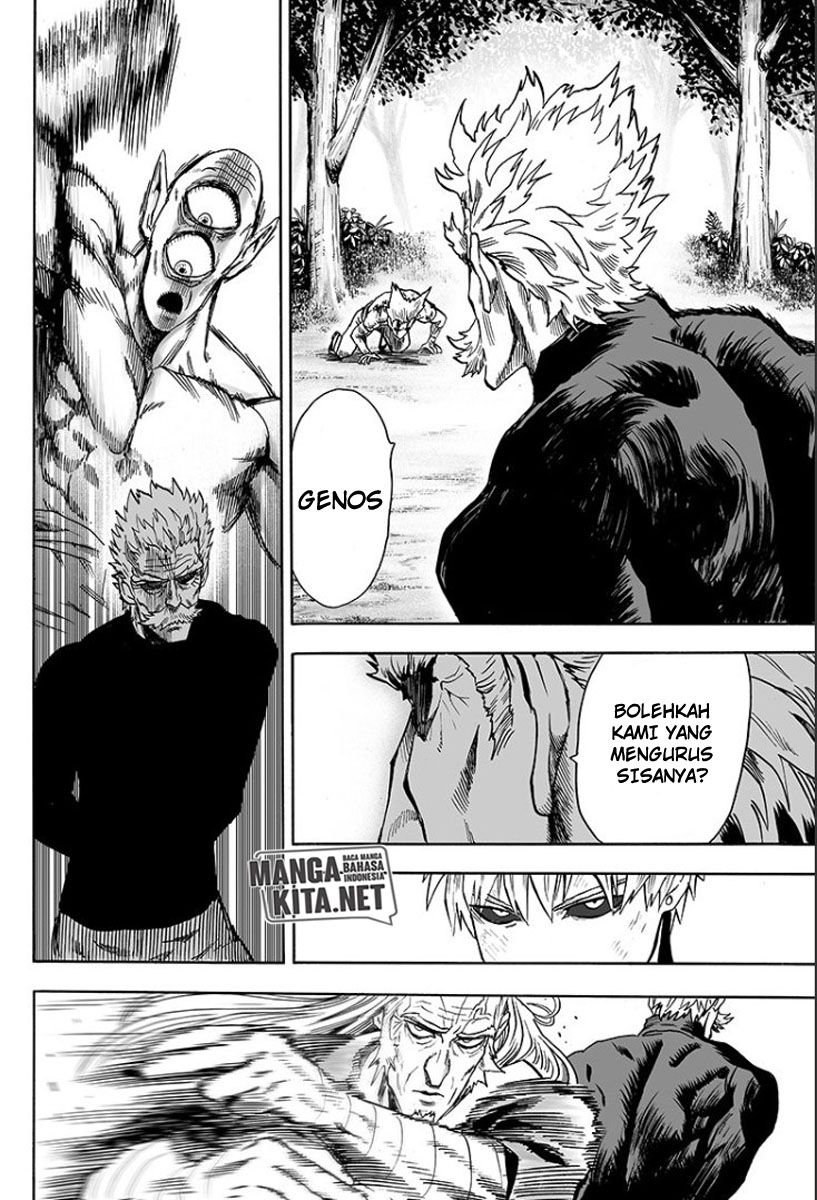 GENOS
BOLEHKAH
KAMI YANG
MENGURUS
SISANYA?
MANGA
KITA.NET
BACA MANGA
BAHASA
INDONESIA